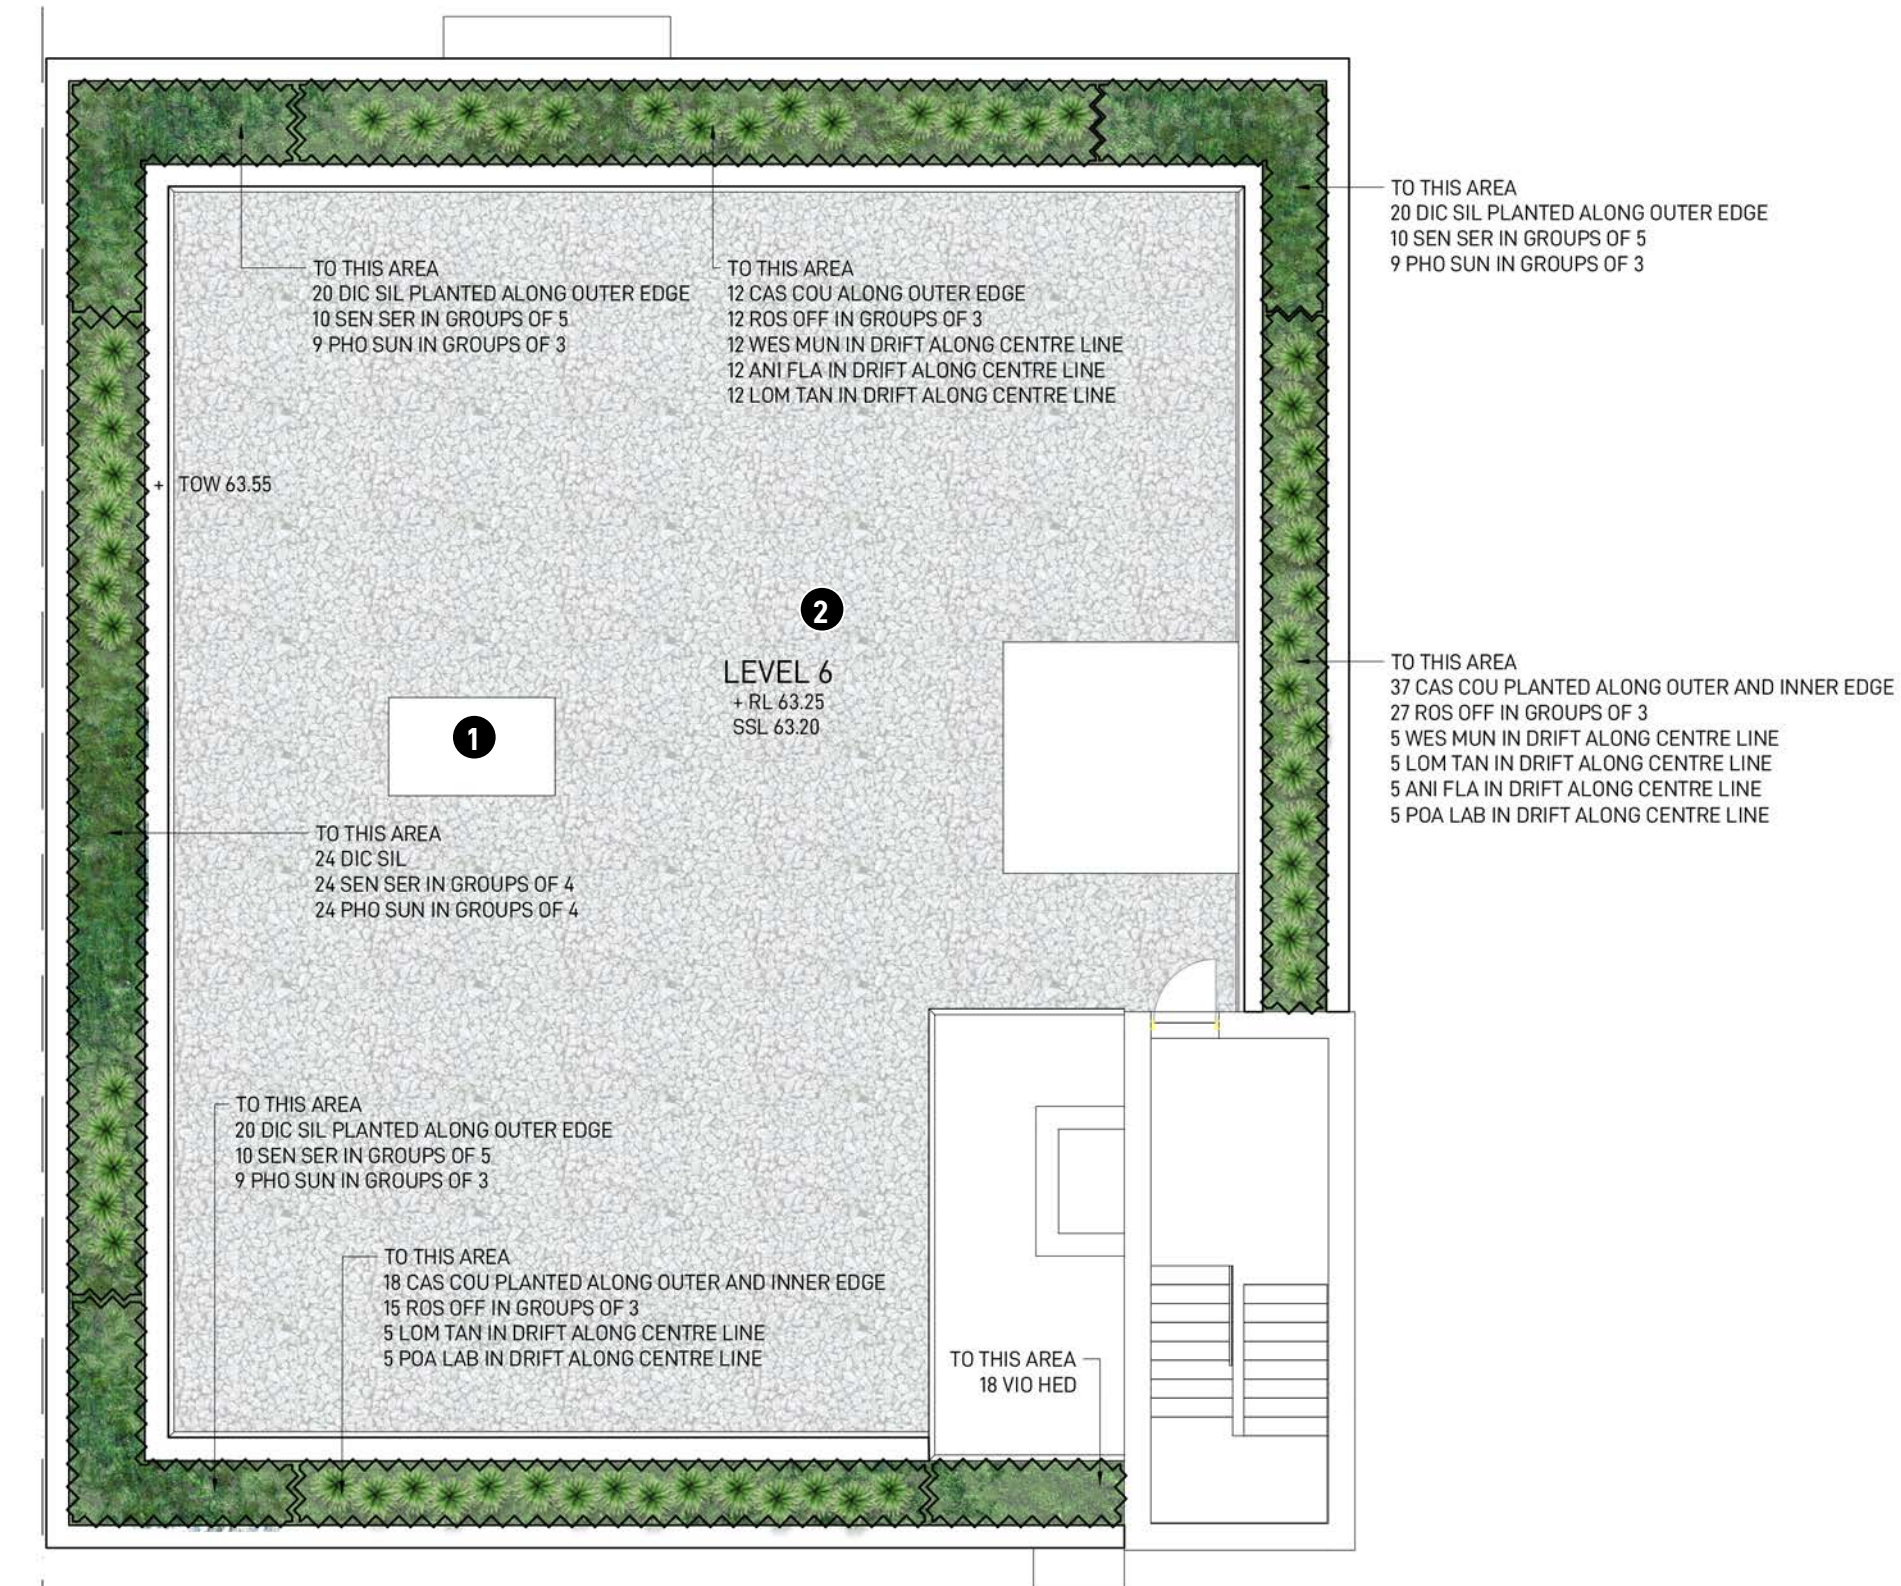 TO THIS AREA
20 DIC SIL PLANTED ALONG OUTER EDGE
10 SEN SER IN GROUPS OF 5
9 PHO SUN IN GROUPS OF 3
TO THIS AREA
20 DIC SIL PLANTED ALONG OUTER EDGE
10 SEN SER IN GROUPS OF 5
9 PHO SUN IN GROUPS OF 3
TO THIS AREA
12 CAS COU ALONG OUTER EDGE
12 ROS OFF IN GROUPS OF 3
12 WES MUN IN DRIFT ALONG CENTRE LINE
12 ANI FLA IN DRIFT ALONG CENTRE LINE
12 LOM TAN IN DRIFT ALONG CENTRE LINE
+ TOW 63.55
2
LEVEL 6
+ RL 63.25
SSL 63.20
1
TO THIS AREA
37 CAS COU PLANTED ALONG OUTER AND INNER EDGE
27 ROS OFF IN GROUPS OF 3
5 WES MUN IN DRIFT ALONG CENTRE LINE
5 LOM TAN IN DRIFT ALONG CENTRE LINE
5 ANI FLA IN DRIFT ALONG CENTRE LINE
5 POA LAB IN DRIFT ALONG CENTRE LINE
TO THIS AREA
24 DIC SIL
24 SEN SER IN GROUPS OF 4
24 PHO SUN IN GROUPS OF 4
TO THIS AREA
20 DIC SIL PLANTED ALONG OUTER EDGE
10 SEN SER IN GROUPS OF 5
9 PHO SUN IN GROUPS OF 3
TO THIS AREA
18 CAS COU PLANTED ALONG OUTER AND INNER EDGE
15 ROS OFF IN GROUPS OF 3
5 LOM TAN IN DRIFT ALONG CENTRE LINE
5 POA LAB IN DRIFT ALONG CENTRE LINE
TO THIS AREA
18 VIO HED